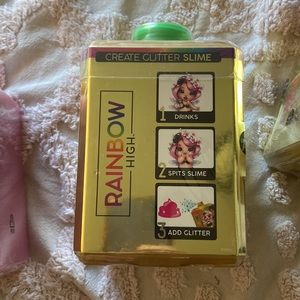 CREATE GLITTER SLIME
RAINBOW
HIGH
1 DRINKS
2 SPITS SLIME
3 ADD GLITTER